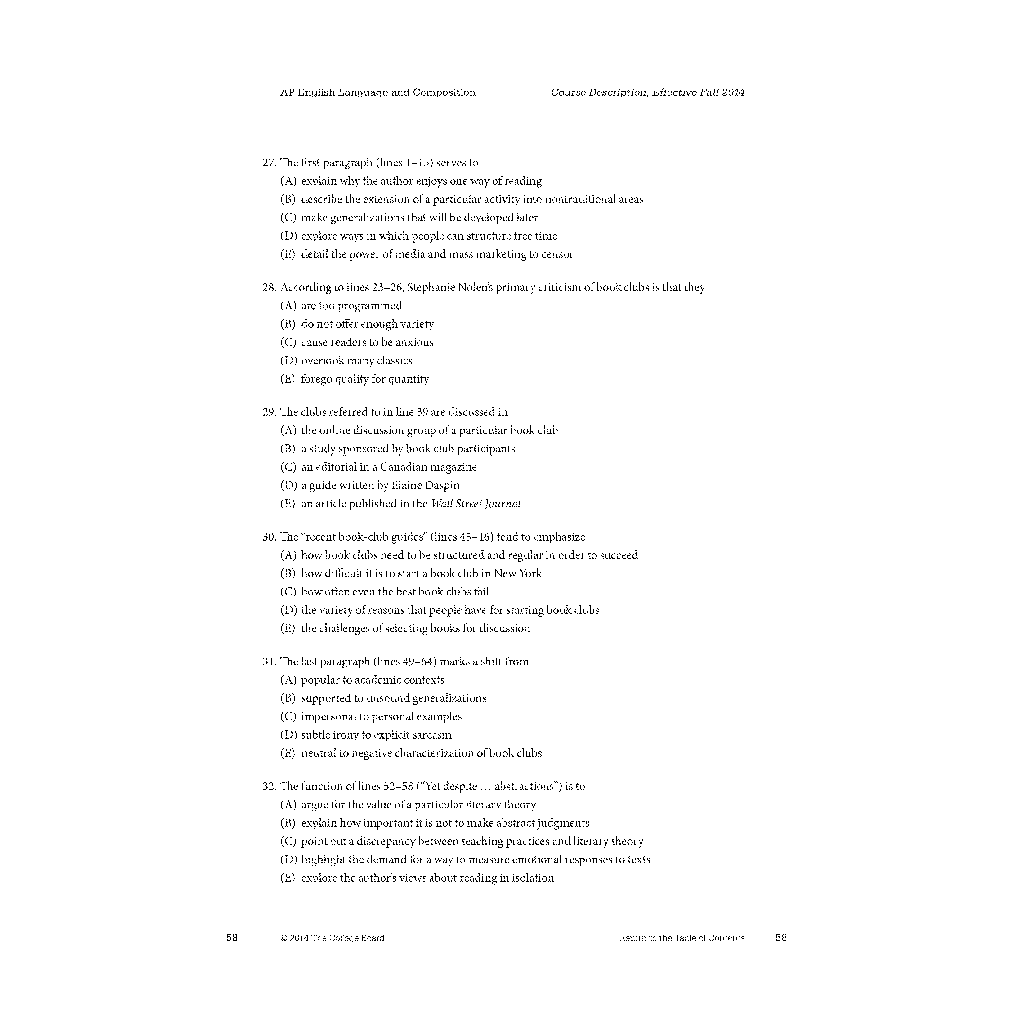 AP English Language and Composition
Course Description, Effective Fall 2014
27. The first paragraph (lines 1–15) serves to
(A) explain why the author enjoys one way of reading
(B) describe the extension of a particular activity into nontraditional areas
(C) make generalizations that will be developed later
(D) explore ways in which people can structure free time
(E) detail the power of media and mass marketing to censor
28. According to lines 23–26, Stephanie Nolen's primary criticism of book clubs is that they
(A) are too programmed
(B) do not offer enough variety
(C) cause readers to be anxious
(D) overlook many classics
(E) forego quality for quantity
29. The clubs referred to in line 39 are discussed in
(A) the online discussion group of a particular book club
(B) a study sponsored by book club participants
(C) an editorial in a Canadian magazine
(D) a guide written by Elaine Daspin
(E) an article published in the Wall Street Journal
30. The “recent book-club guides” (lines 45–46) tend to emphasize
(A) how book clubs need to be structured and regular in order to succeed
(B) how difficult it is to start a book club in New York
(C) how often even the best book clubs fail
(D) the variety of reasons that people have for starting book clubs
(E) the challenges of selecting books for discussion
31. The last paragraph (lines 49–64) marks a shift from
(A) popular to academic contexts
(B) supported to unsound generalizations
(C) impersonal to personal examples
(D) subtle irony to explicit sarcasm
(E) neutral to negative characterization of book clubs
32. The function of lines 52–58 (“Yet despite … abstractions”) is to
(A) argue for the value of a particular literary theory
(B) explain how important it is not to make abstract judgments
(C) point out a discrepancy between teaching practices and literary theory
(D) highlight the demand for a way to measure emotional responses to texts
(E) explore the author's views about reading in isolation
58
© 2014 The College Board
Return to the Table of Contents
58